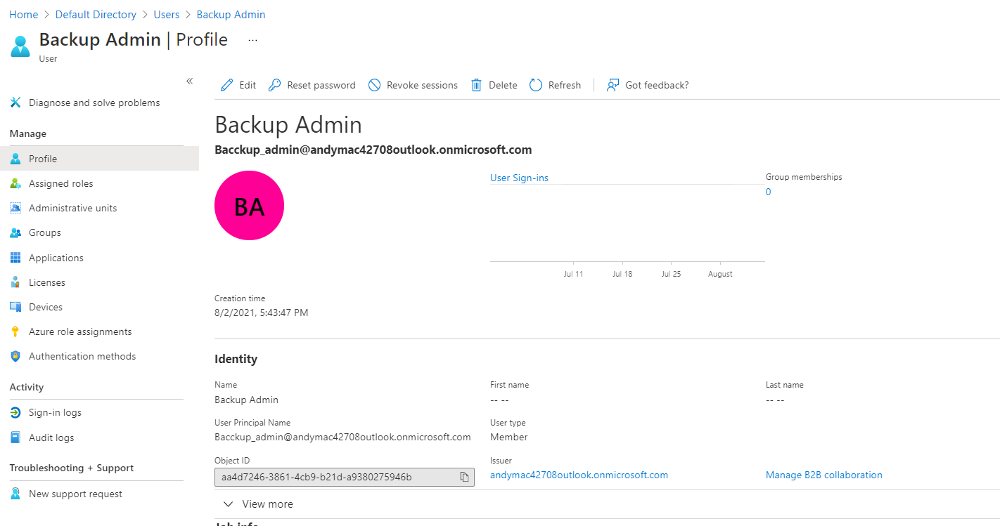 Home > Default Directory > Users > Backup Admin
Backup Admin | Profile ...
User
«
Diagnose and solve problems
Manage
Profile
Assigned roles
Administrative units
Groups
Applications
Licenses
Devices
Azure role assignments
Authentication methods
Activity
Sign-in logs
Audit logs
Troubleshooting + Support
New support request
Edit Reset password Revoke sessions Delete Refresh | Got feedback?
Backup Admin
Bacckup_admin@andymac42708outlook.onmicrosoft.com
BA
User Sign-ins
Jul 11 Jul 18 Jul 25 August
Group memberships
0
Creation time
8/2/2021, 5:43:47 PM
Identity
Name First name Last name
Backup Admin -- -- -- --
User Principal Name User type
Bacckup_admin@andymac42708outlook.onmicrosoft.com Member
Object ID Issuer
aa4d7246-3861-4cb9-b21d-a9380275946b andymac42708outlook.onmicrosoft.com Manage B2B collaboration
View more
Job info